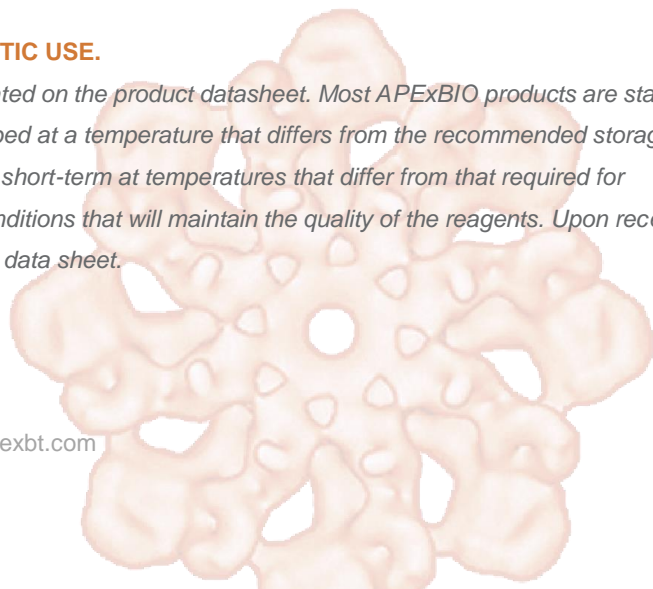 TIC USE.
ted on the product datasheet. Most APExBIO products are sta
ped at a temperature that differs from the recommended storag
short-term at temperatures that differ from that required for
nditions that will maintain the quality of the reagents. Upon rec
data sheet.
exbt.com